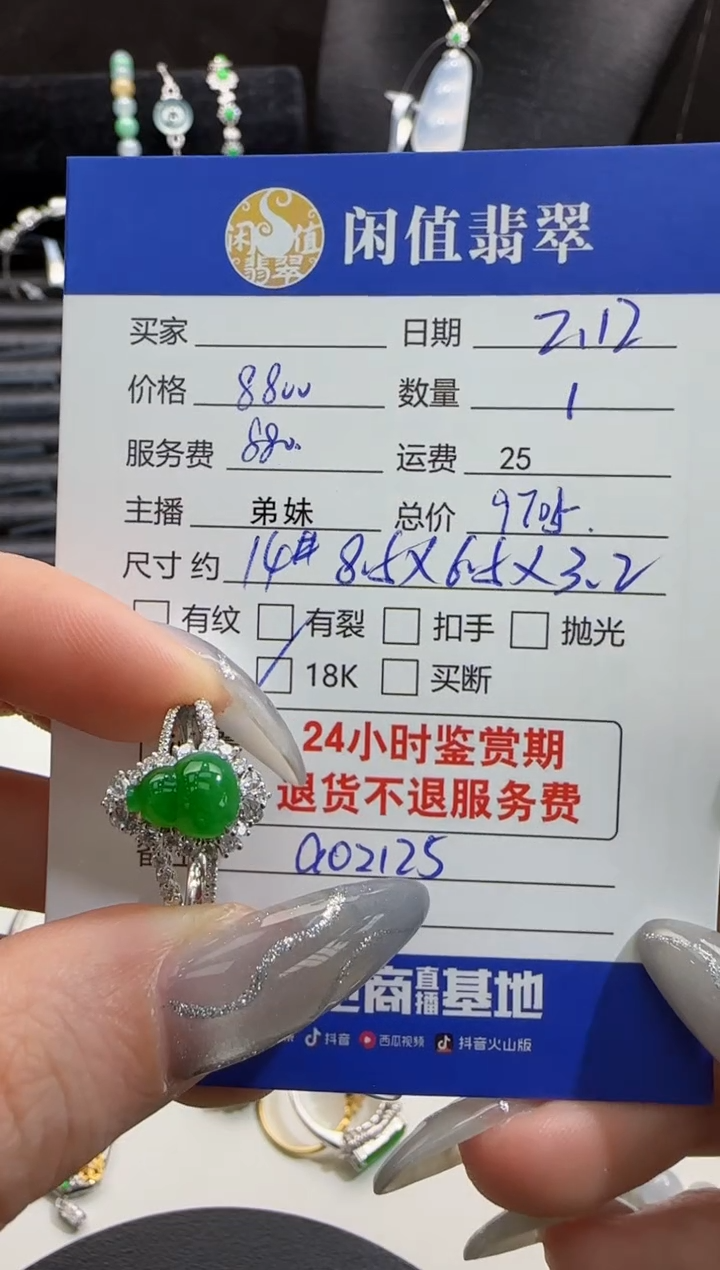 闲值翡翠 闲值翡翠
买家 日期 2.12
价格 8800 数量 1
服务费 880. 运费 25
主播 弟妹 总价 9705.
尺寸 约 14# 8.5X6.5X3.2
有纹 有裂 扣手 抛光
18K 买断
24小时鉴赏期
退货不退服务费
a02125
商直播基地
抖音 西瓜视频 抖音火山版